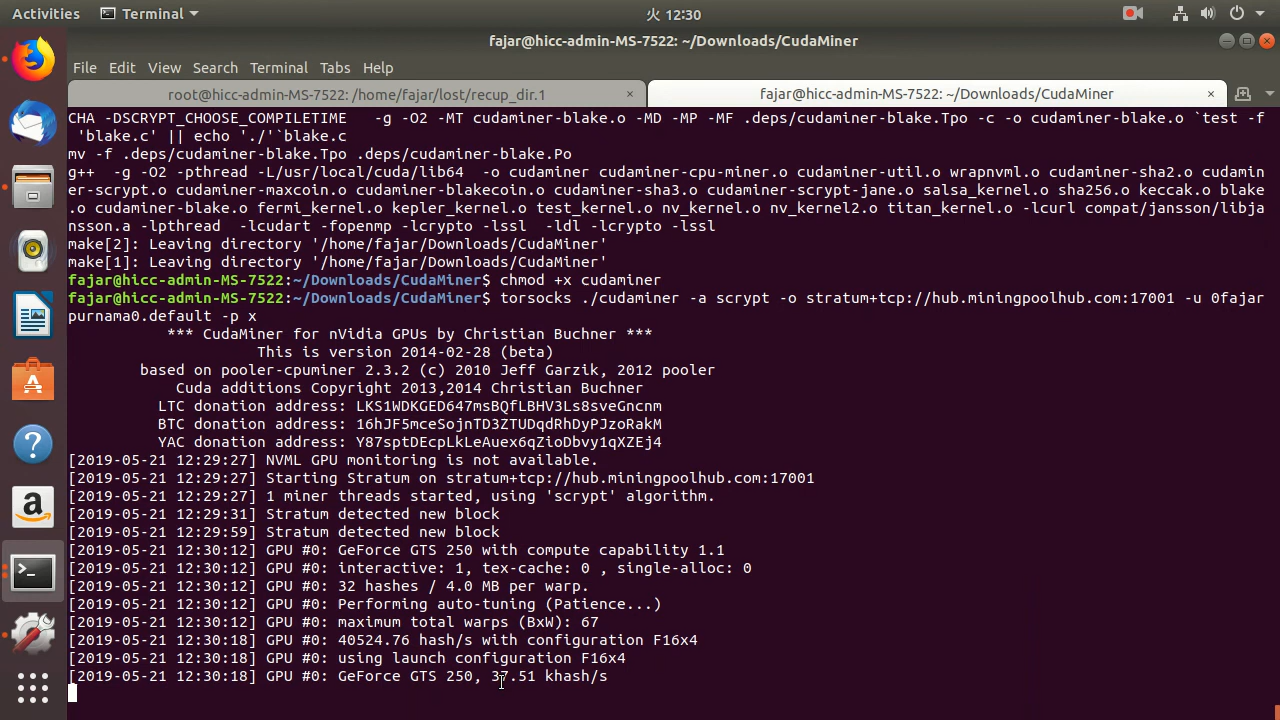 Activities
Terminal
火 12:30
fajar@hicc-admin-MS-7522: ~/Downloads/CudaMiner
File Edit View Search Terminal Tabs Help
root@hicc-admin-MS-7522: /home/fajar/lost/recup_dir.1 ×
fajar@hicc-admin-MS-7522: ~/Downloads/CudaMiner ×
CHA -DSCRYPT_CHOOSE_COMPILETIME   -g -O2 -MT cudaminer-blake.o -MD -MP -MF .deps/cudaminer-blake.Tpo -c -o cudaminer-blake.o `test -f
 'blake.c' || echo './'`blake.c
mv -f .deps/cudaminer-blake.Tpo .deps/cudaminer-blake.Po
g++  -g -O2 -pthread -L/usr/local/cuda/lib64  -o cudaminer cudaminer-cpu-miner.o cudaminer-util.o wrapnvml.o cudaminer-sha2.o cudamin
er-scrypt.o cudaminer-maxcoin.o cudaminer-blakecoin.o cudaminer-sha3.o cudaminer-scrypt-jane.o salsa_kernel.o sha256.o keccak.o blake
.o cudaminer-blake.o fermi_kernel.o kepler_kernel.o test_kernel.o nv_kernel.o nv_kernel2.o titan_kernel.o -lcurl compat/jansson/libja
nsson.a -lpthread  -lcudart -fopenmp -lcrypto -lssl  -ldl -lcrypto -lssl
make[2]: Leaving directory '/home/fajar/Downloads/CudaMiner'
make[1]: Leaving directory '/home/fajar/Downloads/CudaMiner'
fajar@hicc-admin-MS-7522:~/Downloads/CudaMiner$ chmod +x cudaminer
fajar@hicc-admin-MS-7522:~/Downloads/CudaMiner$ torsocks ./cudaminer -a scrypt -o stratum+tcp://hub.miningpoolhub.com:17001 -u 0fajar
purnama0.default -p x
*** CudaMiner for nVidia GPUs by Christian Buchner ***
This is version 2014-02-28 (beta)
based on pooler-cpuminer 2.3.2 (c) 2010 Jeff Garzik, 2012 pooler
Cuda additions Copyright 2013,2014 Christian Buchner
LTC donation address: LKS1WDKGED647msBQfLBHV3Ls8sveGncnm
BTC donation address: 16hJF5mceSojnTD3ZTUDqdRhDyPJzoRakM
YAC donation address: Y87sptDEcpLkLeAuex6qZioDbvy1qXZEj4
[2019-05-21 12:29:27] NVML GPU monitoring is not available.
[2019-05-21 12:29:27] Starting Stratum on stratum+tcp://hub.miningpoolhub.com:17001
[2019-05-21 12:29:27] 1 miner threads started, using 'scrypt' algorithm.
[2019-05-21 12:29:31] Stratum detected new block
[2019-05-21 12:29:59] Stratum detected new block
[2019-05-21 12:30:12] GPU #0: GeForce GTS 250 with compute capability 1.1
[2019-05-21 12:30:12] GPU #0: interactive: 1, tex-cache: 0 , single-alloc: 0
[2019-05-21 12:30:12] GPU #0: 32 hashes / 4.0 MB per warp.
[2019-05-21 12:30:12] GPU #0: Performing auto-tuning (Patience...)
[2019-05-21 12:30:12] GPU #0: maximum total warps (BxW): 67
[2019-05-21 12:30:18] GPU #0: 40524.76 hash/s with configuration F16x4
[2019-05-21 12:30:18] GPU #0: using launch configuration F16x4
[2019-05-21 12:30:18] GPU #0: GeForce GTS 250, 37.51 khash/s